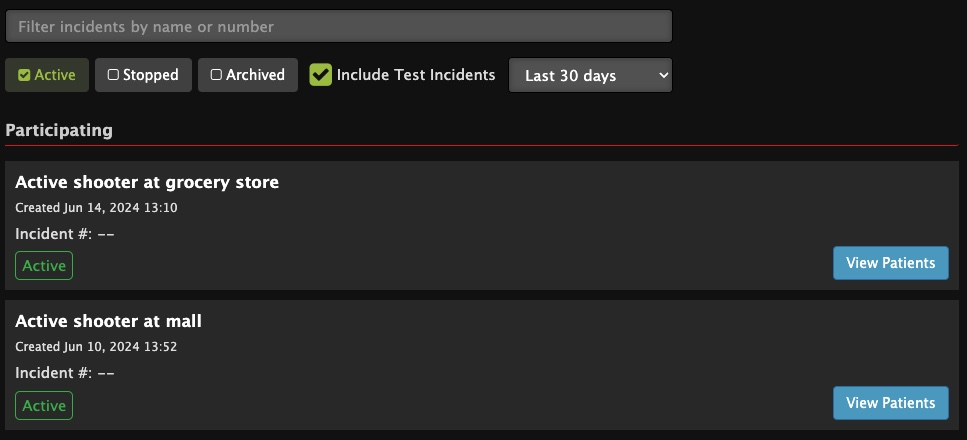 Filter incidents by name or number
Active Stopped Archived Include Test Incidents Last 30 days
Participating
Active shooter at grocery store
Created Jun 14, 2024 13:10
Incident #: --
Active View Patients
Active shooter at mall
Created Jun 10, 2024 13:52
Incident #: --
Active View Patients